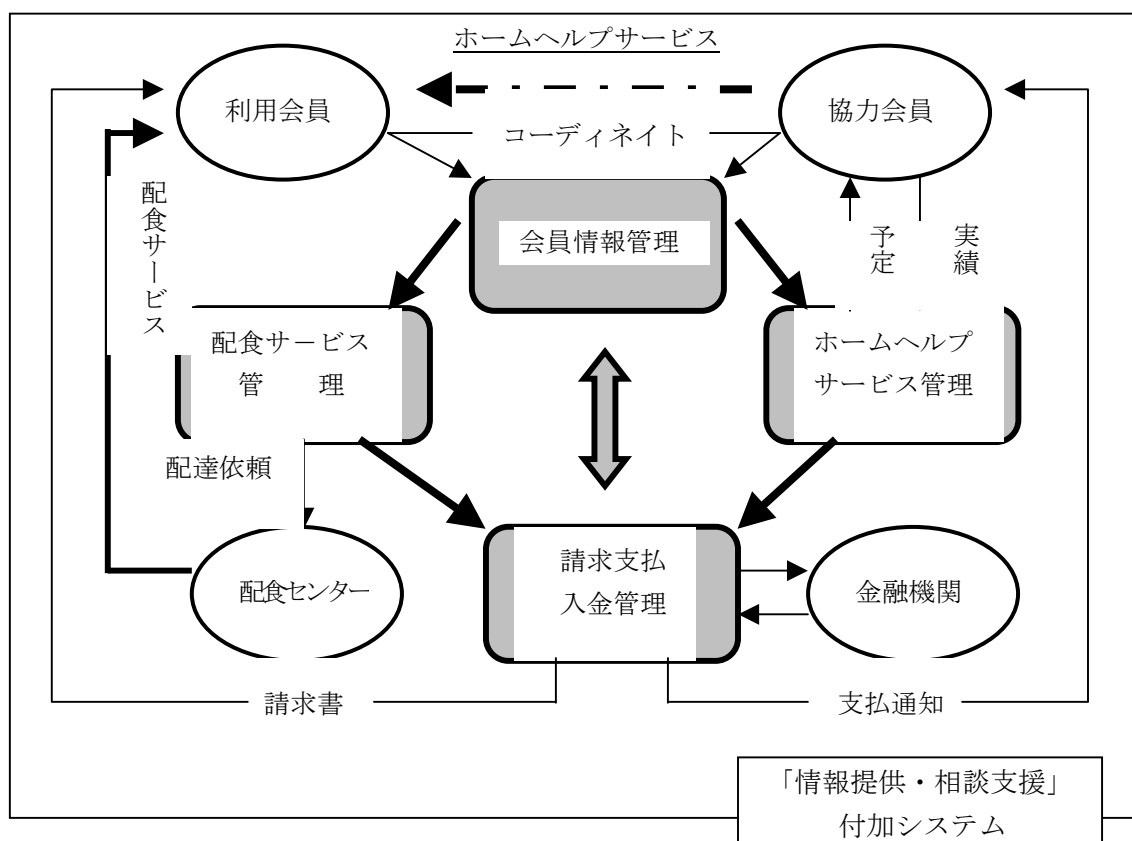 ホームヘルプサービス
利用会員
協力会員
コーディネイト
配食サービス
会員情報管理
予定
実績
配食サービス
管　理
ホームヘルプ
サービス管理
配達依頼
配食センター
請求支払
入金管理
金融機関
請求書
支払通知
「情報提供・相談支援」
付加システム